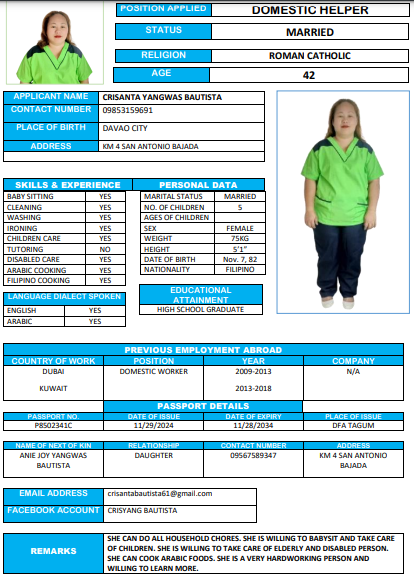 POSITION APPLIED DOMESTIC HELPER
STATUS MARRIED
RELIGION ROMAN CATHOLIC
AGE 42
APPLICANT NAME CRISANTA YANGWAS BAUTISTA
CONTACT NUMBER 09853159691
PLACE OF BIRTH DAVAO CITY
ADDRESS KM 4 SAN ANTONIO BAJADA
SKILLS & EXPERIENCE
BABY SITTING YES
CLEANING YES
WASHING YES
IRONING YES
CHILDREN CARE YES
TUTORING NO
DISABLED CARE YES
ARABIC COOKING YES
FILIPINO COOKING YES
PERSONAL DATA
MARITAL STATUS MARRIED
NO. OF CHILDREN 5
AGES OF CHILDREN
SEX FEMALE
WEIGHT 75KG
HEIGHT 5'1"
DATE OF BIRTH Nov. 7, 82
NATIONALITY FILIPINO
LANGUAGE DIALECT SPOKEN
ENGLISH YES
ARABIC YES
EDUCATIONAL
ATTAINMENT
HIGH SCHOOL GRADUATE
PREVIOUS EMPLOYMENT ABROAD
COUNTRY OF WORK POSITION YEAR COMPANY
DUBAI DOMESTIC WORKER 2009-2013 N/A
KUWAIT 2013-2018
PASSPORT DETAILS
PASSPORT NO. DATE OF ISSUE DATE OF EXPIRY PLACE OF ISSUE
P8502341C 11/29/2024 11/28/2034 DFA TAGUM
NAME OF NEXT OF KIN RELATIONSHIP CONTACT NUMBER ADDRESS
ANIE JOY YANGWAS DAUGHTER 09567589347 KM 4 SAN ANTONIO
BAUTISTA BAJADA
EMAIL ADDRESS crisantabautista61@gmail.com
FACEBOOK ACCOUNT CRISYANG BAUTISTA
REMARKS
SHE CAN DO ALL HOUSEHOLD CHORES. SHE IS WILLING TO BABYSIT AND TAKE CARE
OF CHILDREN. SHE IS WILLING TO TAKE CARE OF ELDERLY AND DISABLED PERSON.
SHE CAN COOK ARABIC FOODS. SHE IS A VERY HARDWORKING PERSON AND
WILLING TO LEARN MORE.